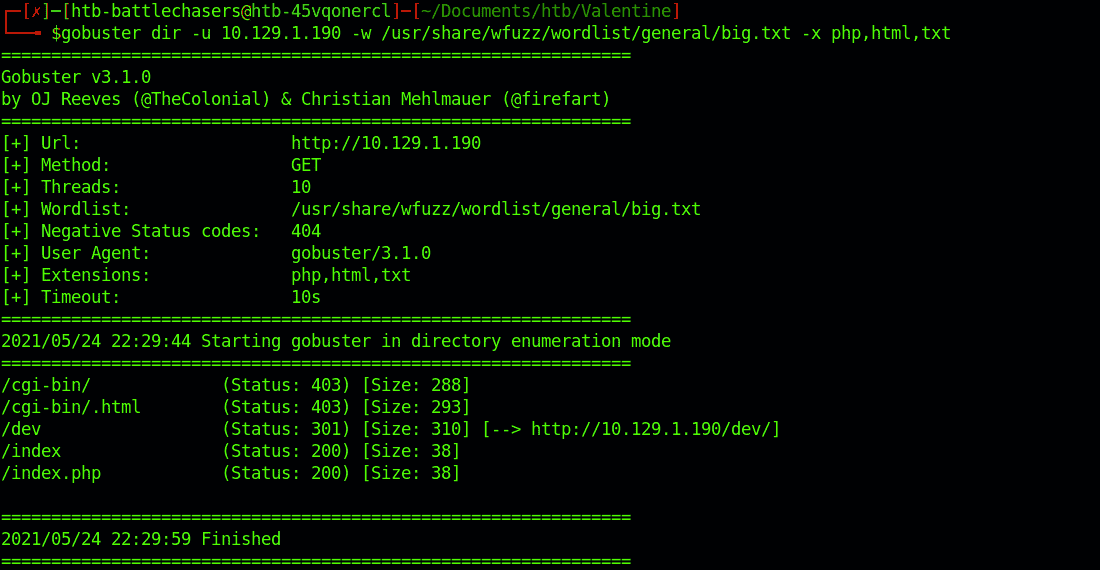 ┌─[✗]─[htb-battlechasers@htb-45vqonercl]─[~/Documents/htb/Valentine]
└──╼ $gobuster dir -u 10.129.1.190 -w /usr/share/wfuzz/wordlist/general/big.txt -x php,html,txt
===============================================================
Gobuster v3.1.0
by OJ Reeves (@TheColonial) & Christian Mehlmauer (@firefart)
===============================================================
[+] Url:                     http://10.129.1.190
[+] Method:                  GET
[+] Threads:                 10
[+] Wordlist:                /usr/share/wfuzz/wordlist/general/big.txt
[+] Negative Status codes:   404
[+] User Agent:              gobuster/3.1.0
[+] Extensions:              php,html,txt
[+] Timeout:                 10s
===============================================================
2021/05/24 22:29:44 Starting gobuster in directory enumeration mode
===============================================================
/cgi-bin/             (Status: 403) [Size: 288]
/cgi-bin/.html        (Status: 403) [Size: 293]
/dev                  (Status: 301) [Size: 310] [--> http://10.129.1.190/dev/]
/index                (Status: 200) [Size: 38]
/index.php            (Status: 200) [Size: 38]
===============================================================
2021/05/24 22:29:59 Finished
===============================================================